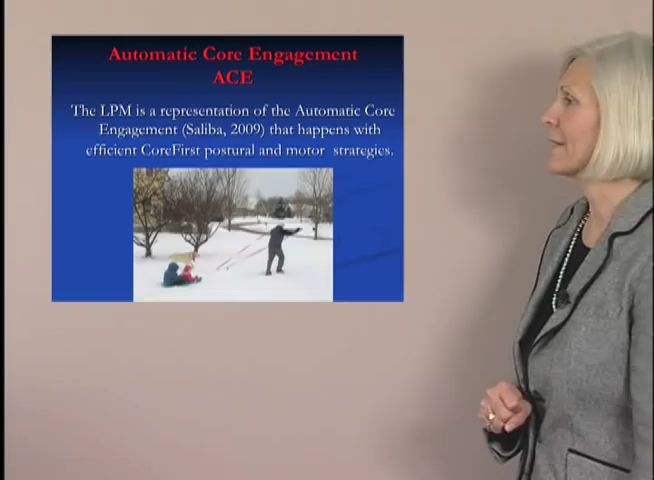 Automatic Core Engagement
ACE
The LPM is a representation of the Automatic Core
Engagement (Saliba, 2009) that happens with
efficient CoreFirst postural and motor strategies.